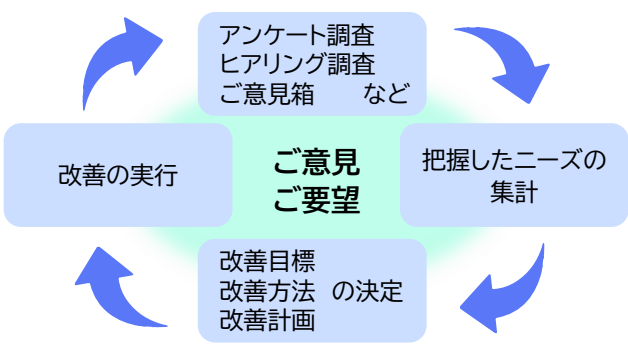 アンケート調査
ヒアリング調査
ご意見箱　　など
把握したニーズの
集計
ご意見
ご要望
改善の実行
改善目標
改善方法　の決定
改善計画